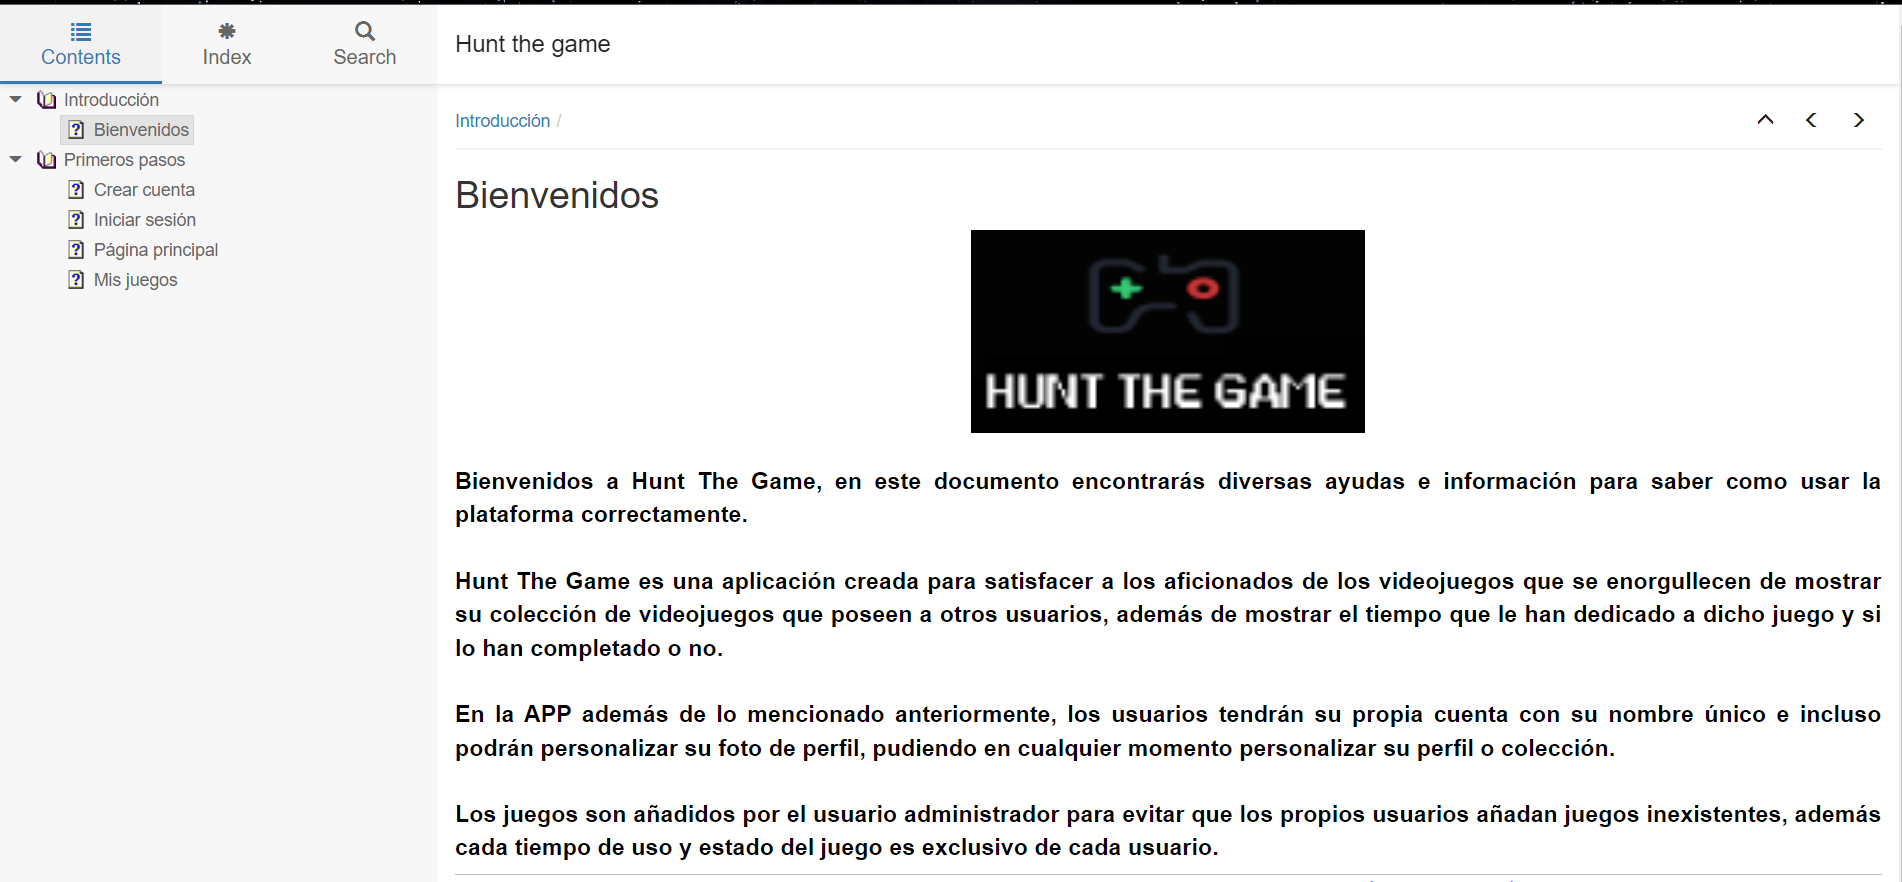 Contents
Index
Search
Hunt the game
Introducción
Bienvenidos
Primeros pasos
Crear cuenta
Iniciar sesión
Página principal
Mis juegos
Introducción /
Bienvenidos
HUNT THE GAME
Bienvenidos a Hunt The Game, en este documento encontrarás diversas ayudas e información para saber como usar la
plataforma correctamente.
Hunt The Game es una aplicación creada para satisfacer a los aficionados de los videojuegos que se enorgullecen de mostrar
su colección de videojuegos que poseen a otros usuarios, además de mostrar el tiempo que le han dedicado a dicho juego y si
lo han completado o no.
En la APP además de lo mencionado anteriormente, los usuarios tendrán su propia cuenta con su nombre único e incluso
podrán personalizar su foto de perfil, pudiendo en cualquier momento personalizar su perfil o colección.
Los juegos son añadidos por el usuario administrador para evitar que los propios usuarios añadan juegos inexistentes, además
cada tiempo de uso y estado del juego es exclusivo de cada usuario.